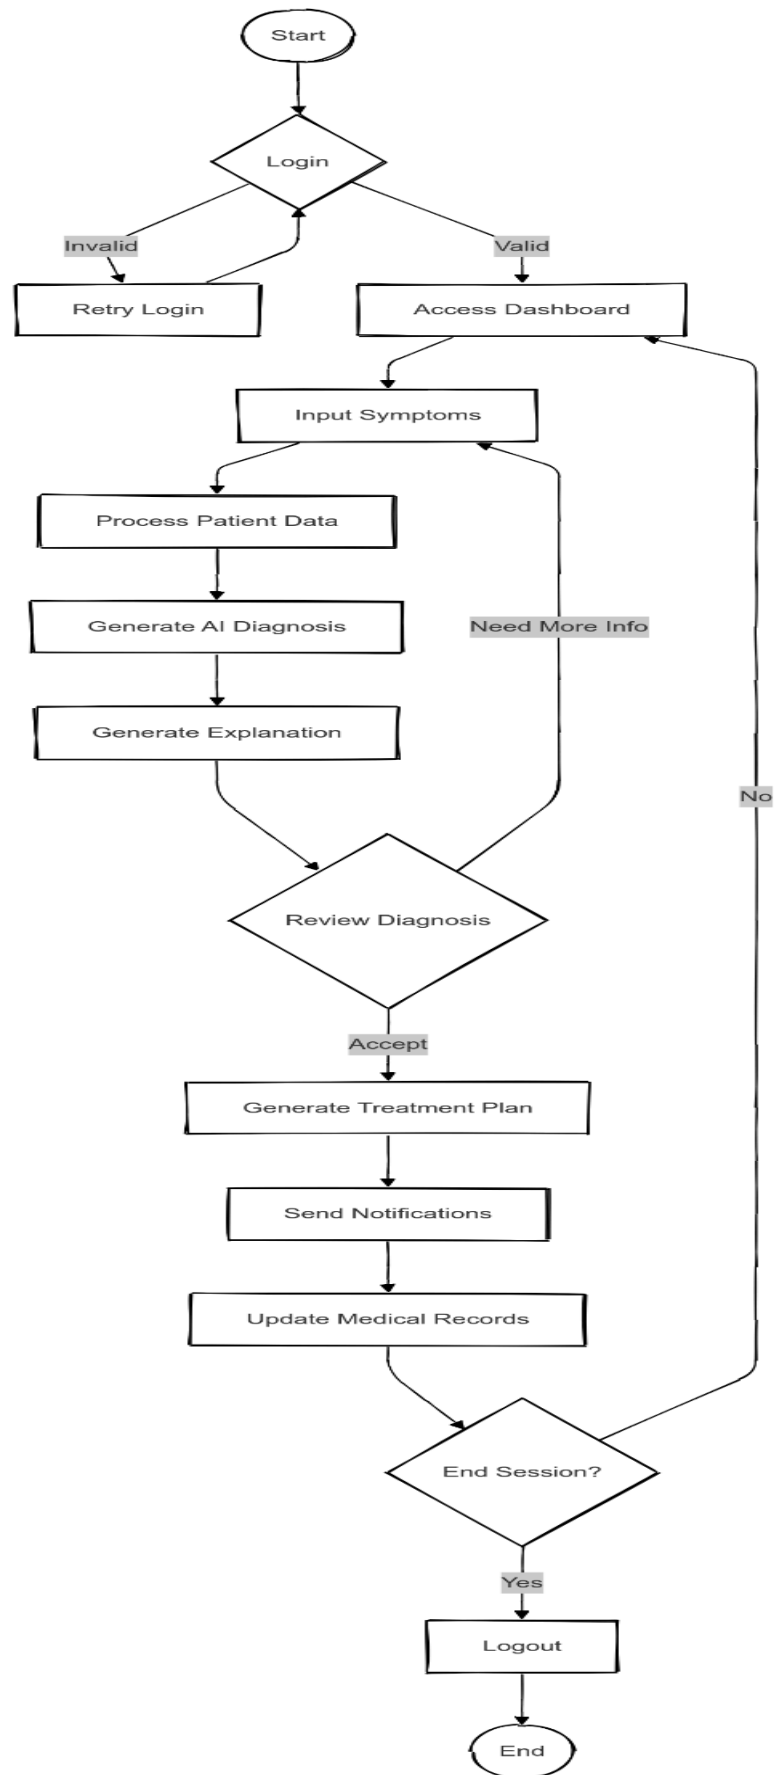 Start
Login
Invalid
Valid
Retry Login
Access Dashboard
Input Symptoms
Process Patient Data
Generate AI Diagnosis
Need More Info
Generate Explanation
No
Review Diagnosis
Accept
Generate Treatment Plan
Send Notifications
Update Medical Records
End Session?
Yes
Logout
End